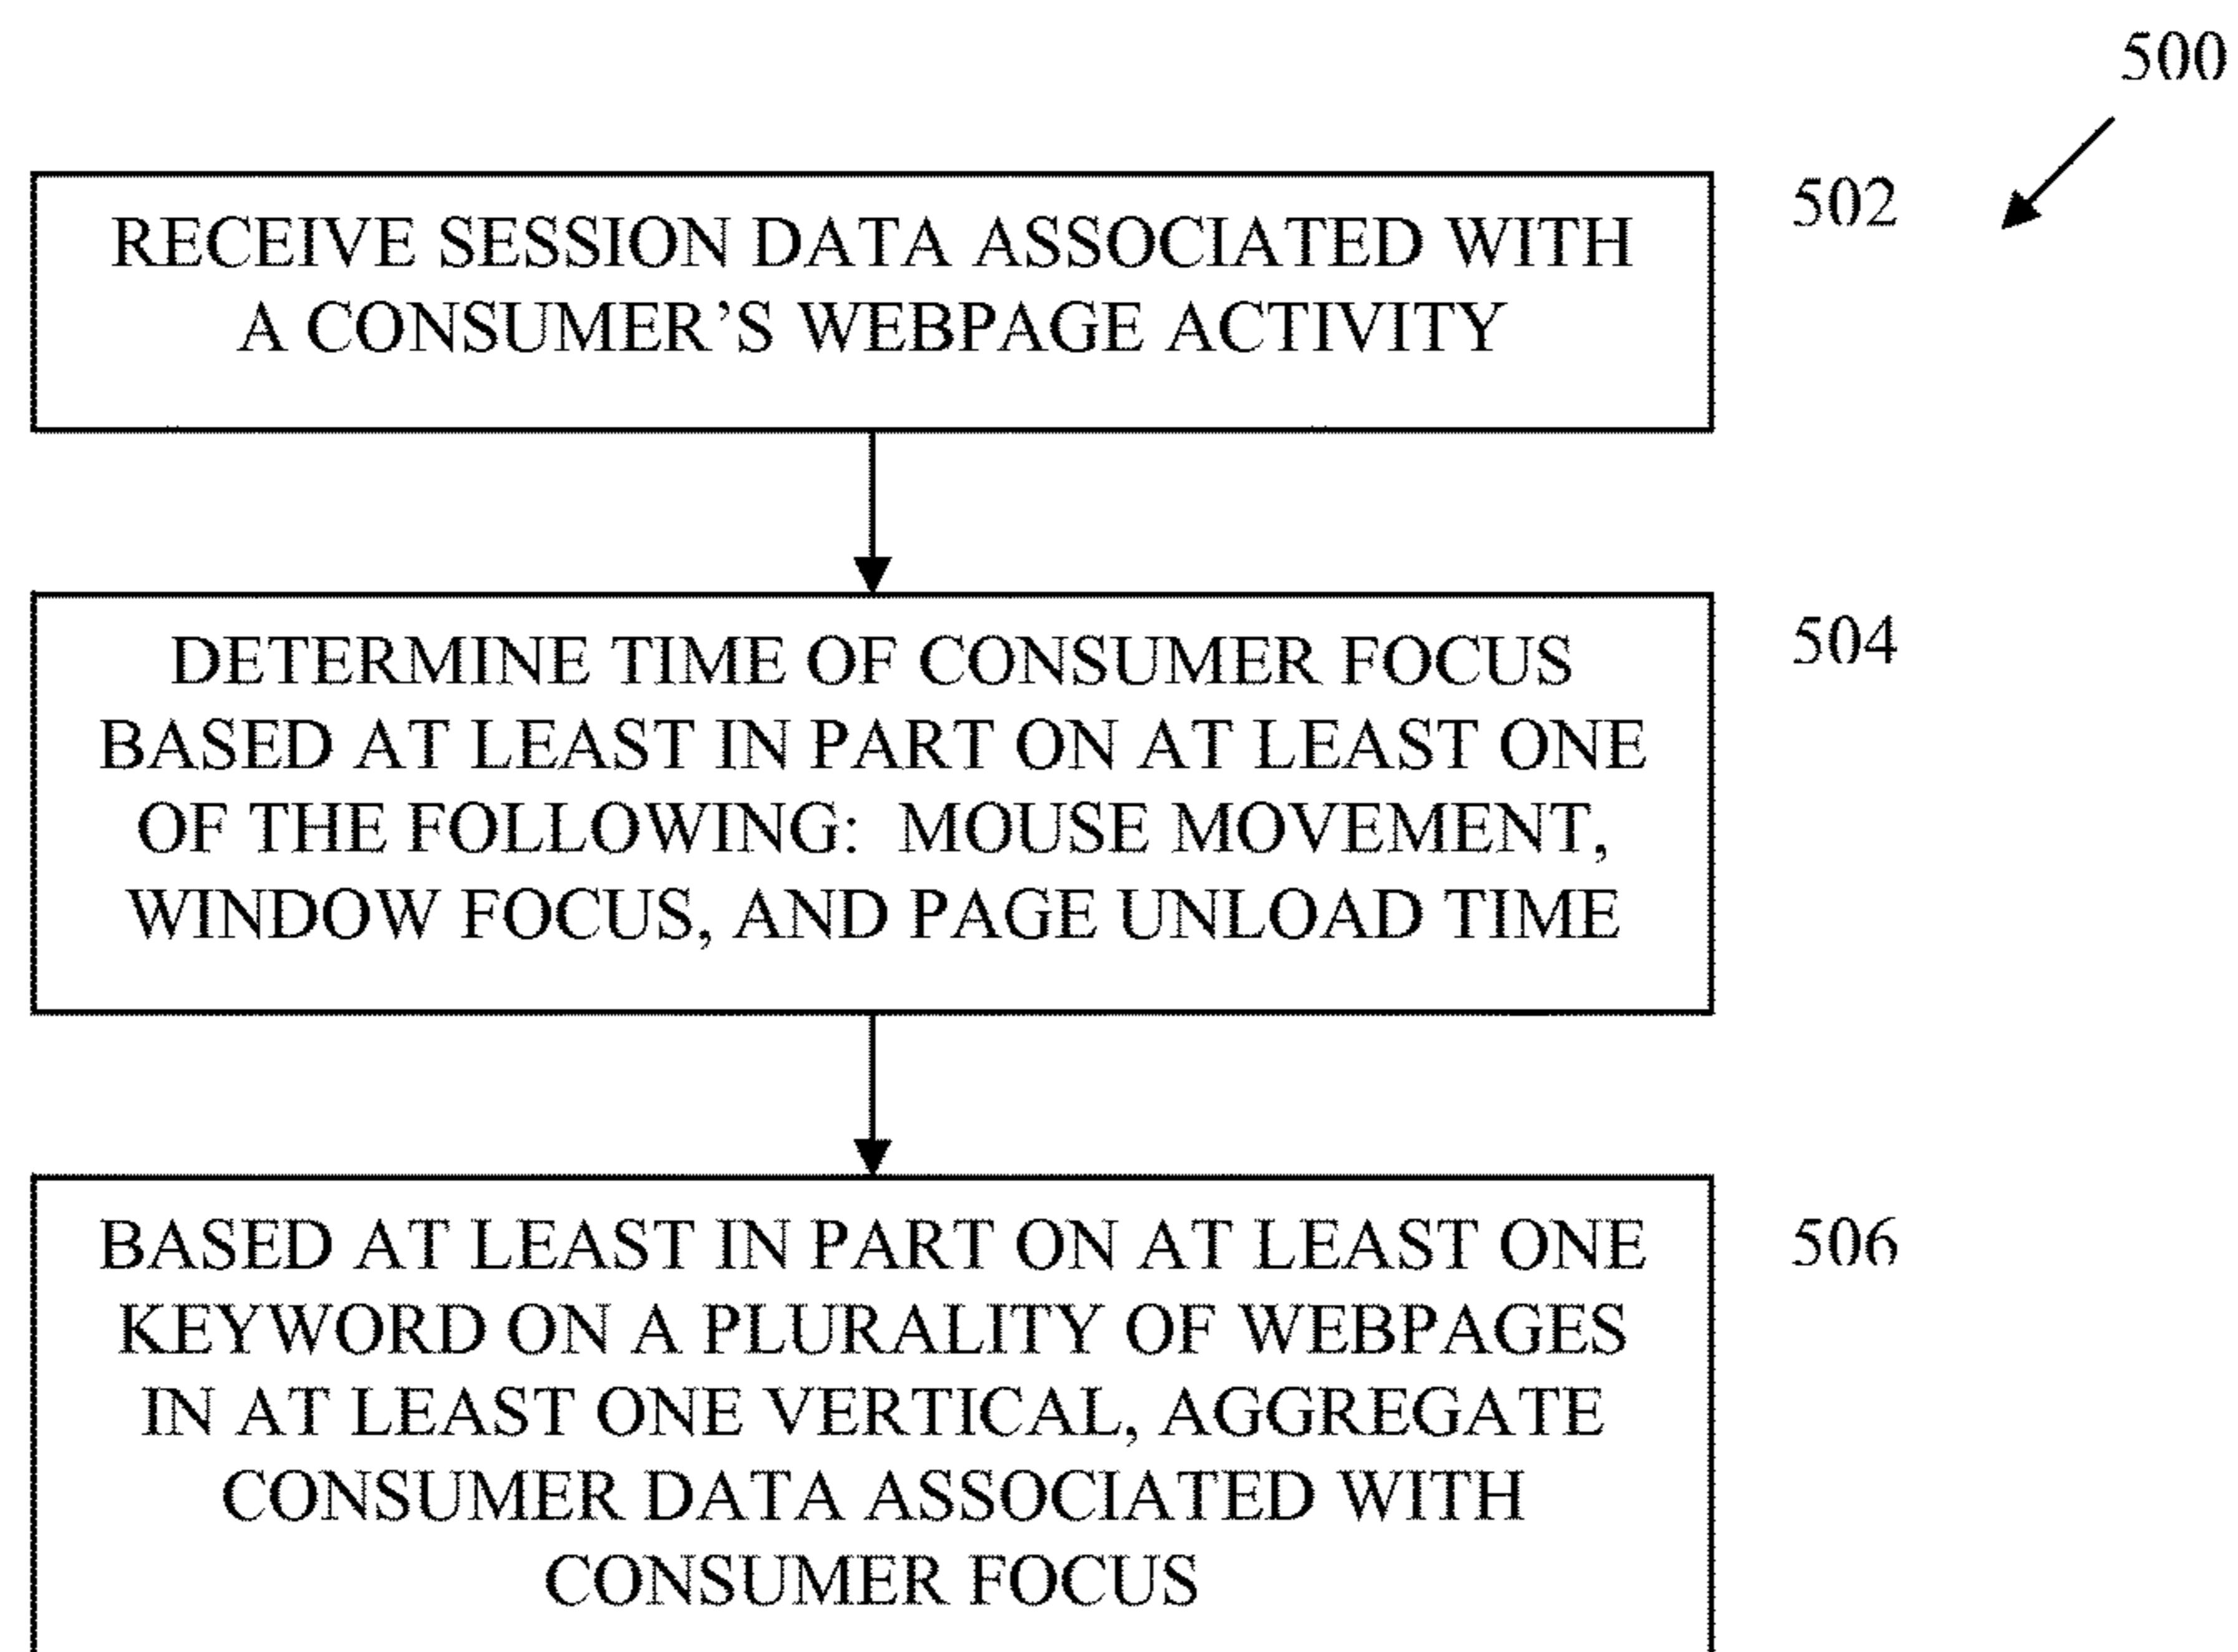 500
RECEIVE SESSION DATA ASSOCIATED WITH
A CONSUMER’S WEBPAGE ACTIVITY
502
DETERMINE TIME OF CONSUMER FOCUS
BASED AT LEAST IN PART ON AT LEAST ONE
OF THE FOLLOWING: MOUSE MOVEMENT,
WINDOW FOCUS, AND PAGE UNLOAD TIME
504
BASED AT LEAST IN PART ON AT LEAST ONE
KEYWORD ON A PLURALITY OF WEBPAGES
IN AT LEAST ONE VERTICAL, AGGREGATE
CONSUMER DATA ASSOCIATED WITH
CONSUMER FOCUS
506